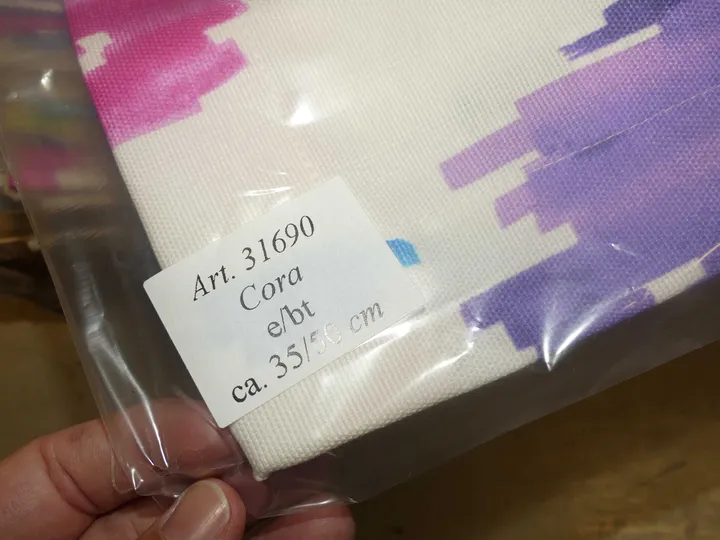 Art. 31690
Cora
e/bt
ca. 35/50 cm